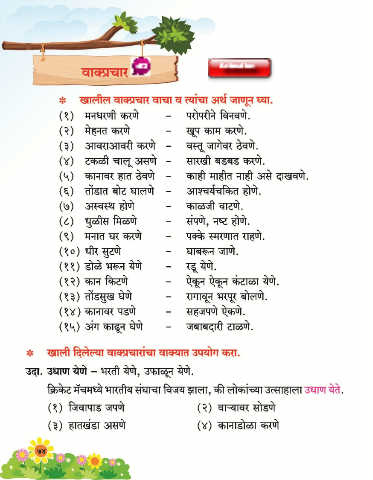 वाक्प्रचार
❋ खालील वाक्प्रचार वाचा व त्यांचा अर्थ जाणून घ्या.
(१) मनधरणी करणे – परोपरीने विनवणे.
(२) मेहनत करणे – खूप काम करणे.
(३) आवराआवरी करणे – वस्तू जागेवर ठेवणे.
(४) टकळी चालू असणे – सारखी बडबड करणे.
(५) कानावर हात ठेवणे – काही माहीत नाही असे दाखवणे.
(६) तोंडात बोट घालणे – आश्चर्यचकित होणे.
(७) अस्वस्थ होणे – काळजी वाटणे.
(८) धुळीस मिळणे – संपणे, नष्ट होणे.
(९) मनात घर करणे – पक्के स्मरणात राहणे.
(१०) धीर सुटणे – घाबरून जाणे.
(११) डोळे भरून येणे – रडू येणे.
(१२) कान किटणे – ऐकून ऐकून कंटाळा येणे.
(१३) तोंडसुख घेणे – रागावून भरपूर बोलणे.
(१४) कानावर पडणे – सहजपणे ऐकणे.
(१५) अंग काढून घेणे – जबाबदारी टाळणे.
❋ खाली दिलेल्या वाक्प्रचारांचा वाक्यात उपयोग करा.
उदा. उधाण येणे – भरती येणे, उफाळून येणे.
क्रिकेट मॅचमध्ये भारतीय संघाचा विजय झाला, की लोकांच्या उत्साहाला उधाण येते.
(१) जिवापाड जपणे (२) वाऱ्यावर सोडणे
(३) हातखंडा असणे (४) कानाडोळा करणे